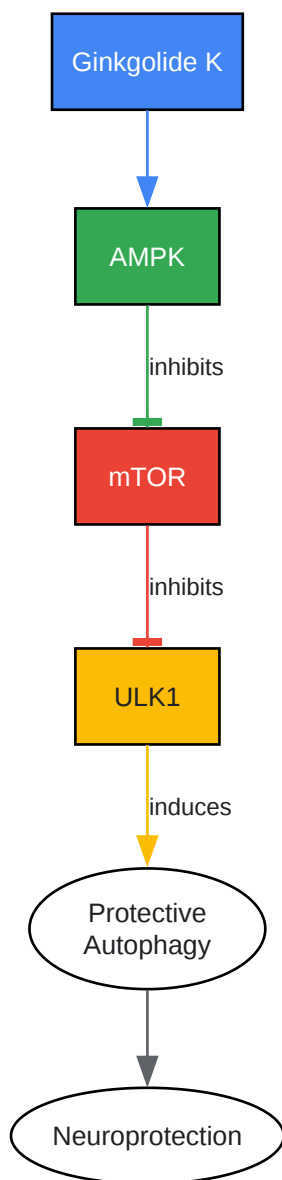 Ginkgolide K
AMPK
inhibits
mTOR
inhibits
ULK1
induces
Protective
Autophagy
Neuroprotection